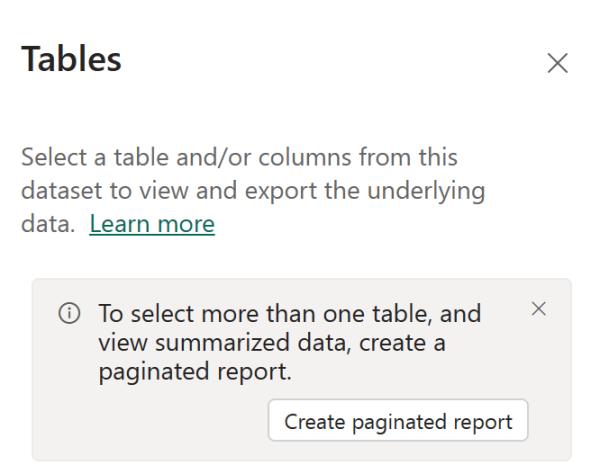 Tables
Select a table and/or columns from this
dataset to view and export the underlying
data. Learn more
To select more than one table, and
view summarized data, create a
paginated report.
Create paginated report